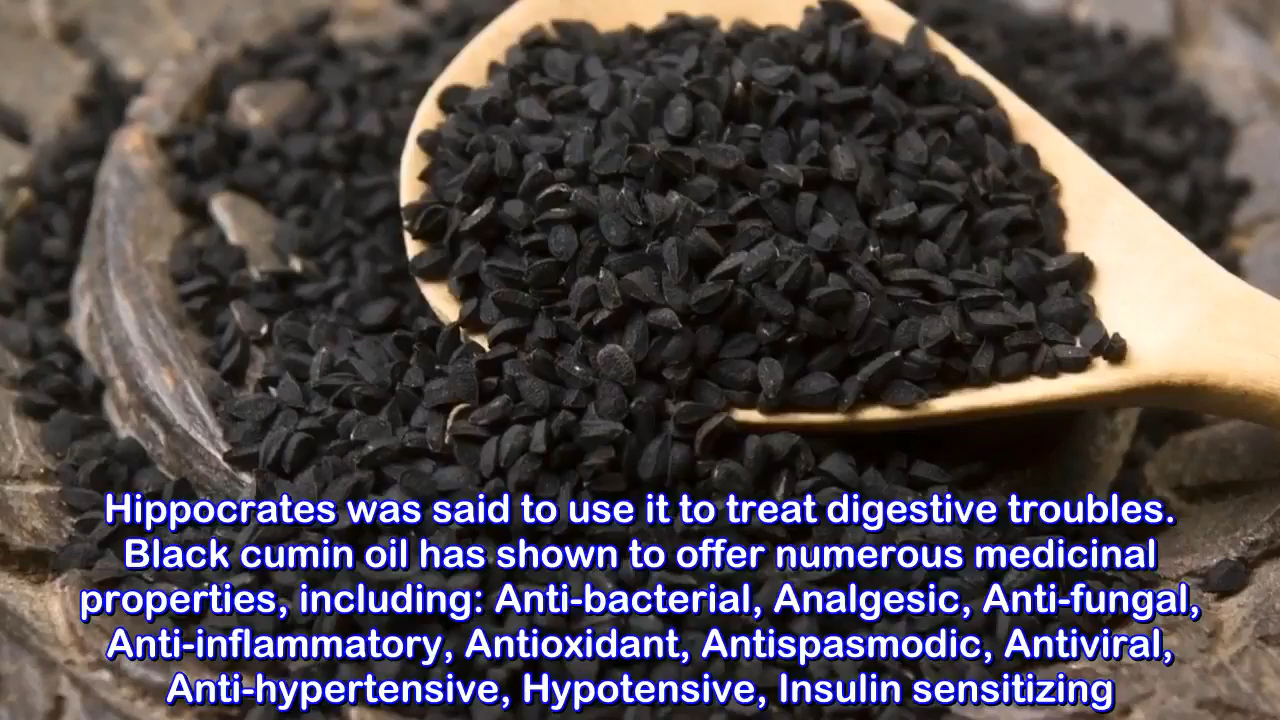 Hippocrates was said to use it to treat digestive troubles.
Black cumin oil has shown to offer numerous medicinal
properties, including: Anti-bacterial, Analgesic, Anti-fungal,
Anti-inflammatory, Antioxidant, Antispasmodic, Antiviral,
Anti-hypertensive, Hypotensive, Insulin sensitizing